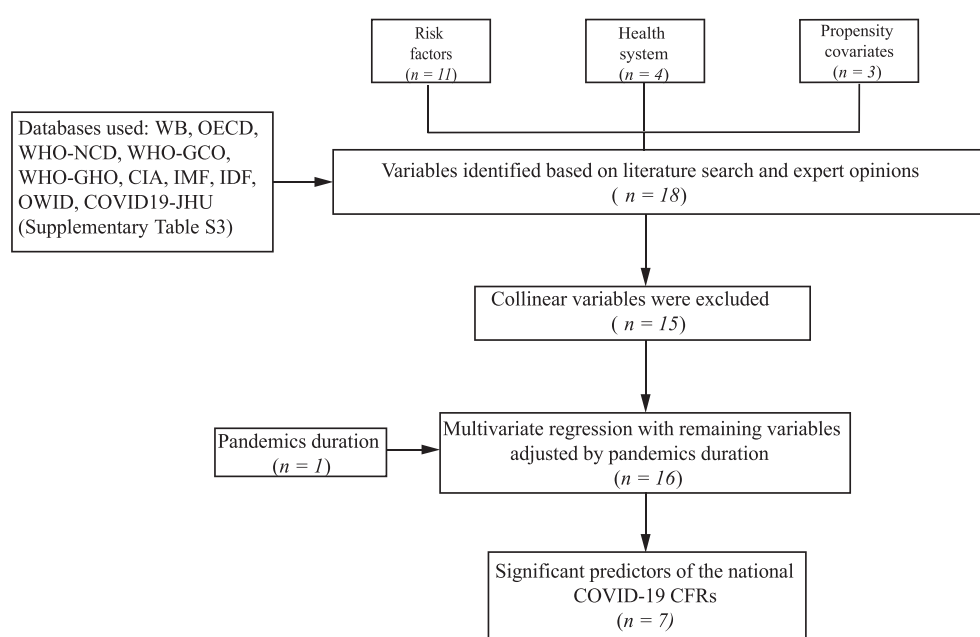 Risk
factors
(n = 11)
Health
system
(n = 4)
Propensity
covariates
(n = 3)
Databases used: WB, OECD,
WHO-NCD, WHO-GCO,
WHO-GHO, CIA, IMF, IDF,
OWID, COVID19-JHU
(Supplementary Table S3)
Variables identified based on literature search and expert opinions
( n = 18)
Collinear variables were excluded
( n = 15)
Pandemics duration
(n = 1)
Multivariate regression with remaining variables
adjusted by pandemics duration
(n = 16)
Significant predictors of the national
COVID-19 CFRs
(n = 7)